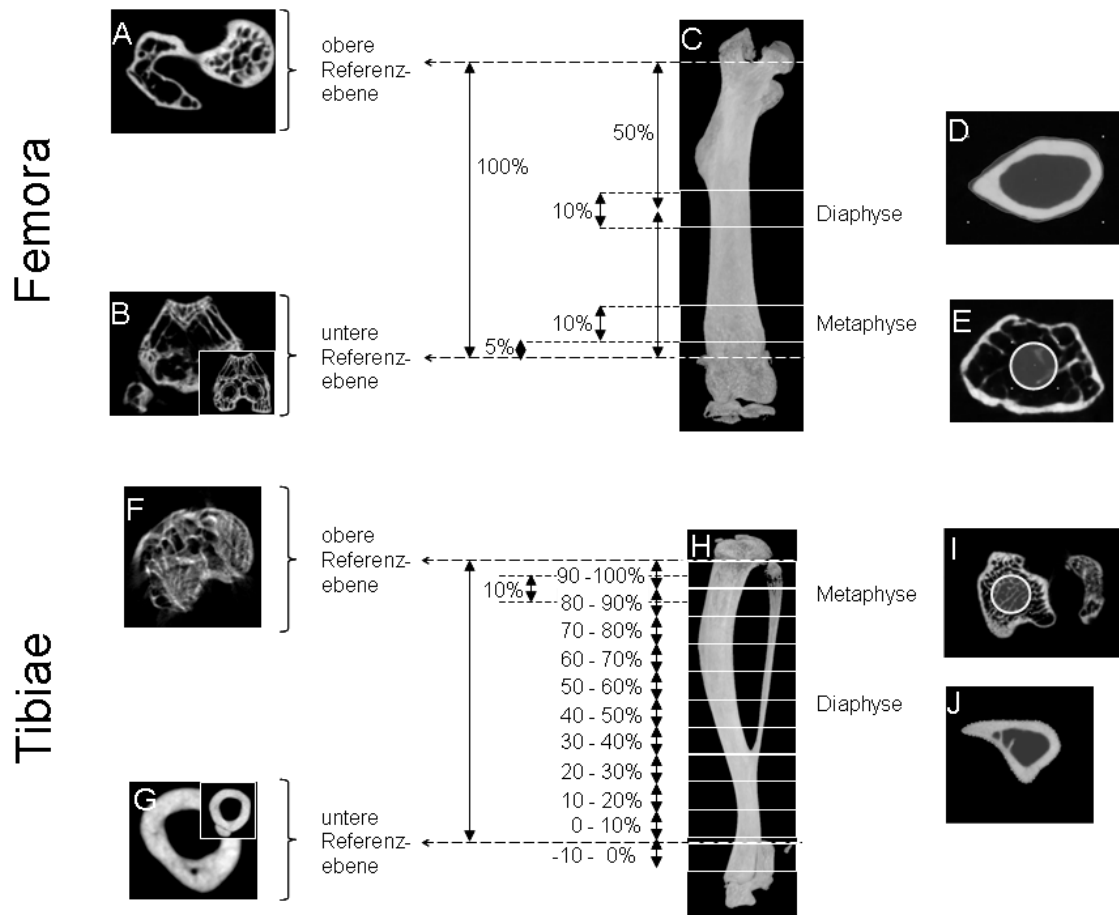 Femora
A
obere
Referenz-
ebene
100%
50%
10%
C
Diaphyse
D
B
untere
Referenz-
ebene
10%
5%
Metaphyse
E
Tibiae
F
obere
Referenz-
ebene
10%
90 -100%
80 - 90%
70 - 80%
60 - 70%
50 - 60%
40 - 50%
30 - 40%
20 - 30%
10 - 20%
0 - 10%
-10 - 0%
H
Metaphyse
I
Diaphyse
J
G
untere
Referenz-
ebene